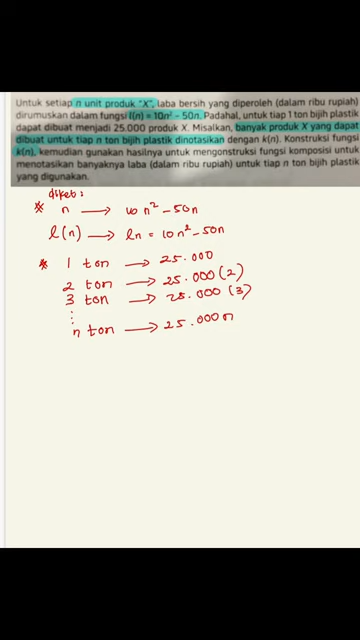 Untuk setiap n unit produk "X", laba bersih yang diperoleh (dalam ribu rupiah)
dirumuskan dalam fungsi l(n) = 10n² – 50n. Padahal, untuk tiap 1 ton bijih plastik
dapat dibuat menjadi 25.000 produk X. Misalkan, banyak produk X yang dapat
dibuat untuk tiap n ton bijih plastik dinotasikan dengan k(n). Konstruksi fungsi
k(n), kemudian gunakan hasilnya untuk mengonstruksi fungsi komposisi untuk
menotasikan banyaknya laba (dalam ribu rupiah) untuk tiap n ton bijih plastik
yang digunakan.
diket:
* n → 10n² – 50n
l(n) → ln = 10n² – 50n
* 1 ton → 25.000
2 ton → 25.000 (2)
3 ton → 25.000 (3)
⋮
n ton → 25.000n